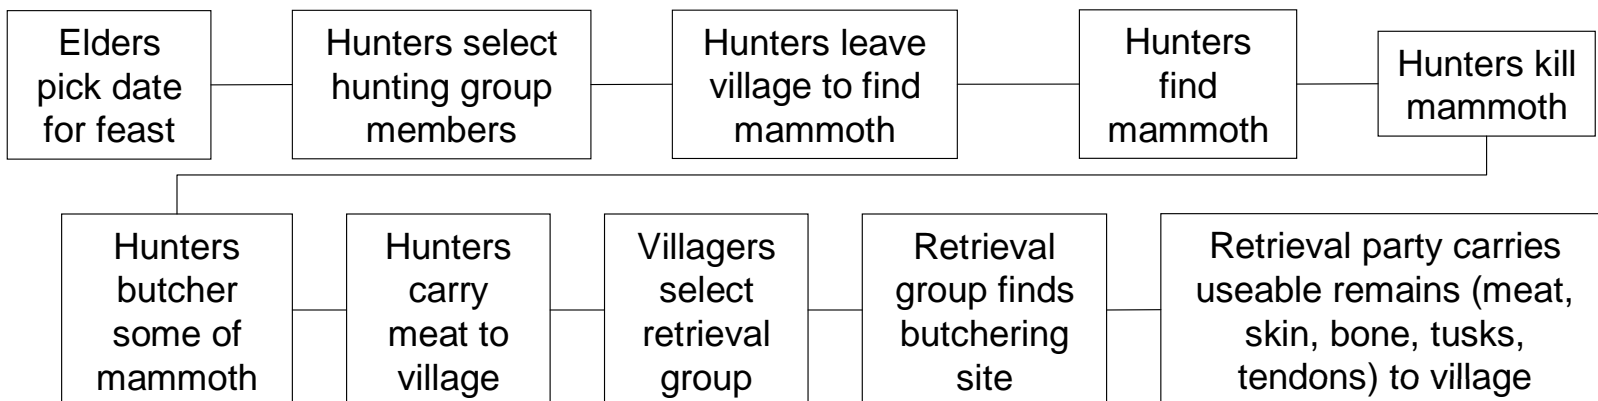 Elders
pick date
for feast
Hunters select
hunting group
members
Hunters leave
village to find
mammoth
Hunters
find
mammoth
Hunters kill
mammoth
Hunters
butcher
some of
mammoth
Hunters
carry
meat to
village
Villagers
select
retrieval
group
Retrieval
group finds
butchering
site
Retrieval party carries
useable remains (meat,
skin, bone, tusks,
tendons) to village